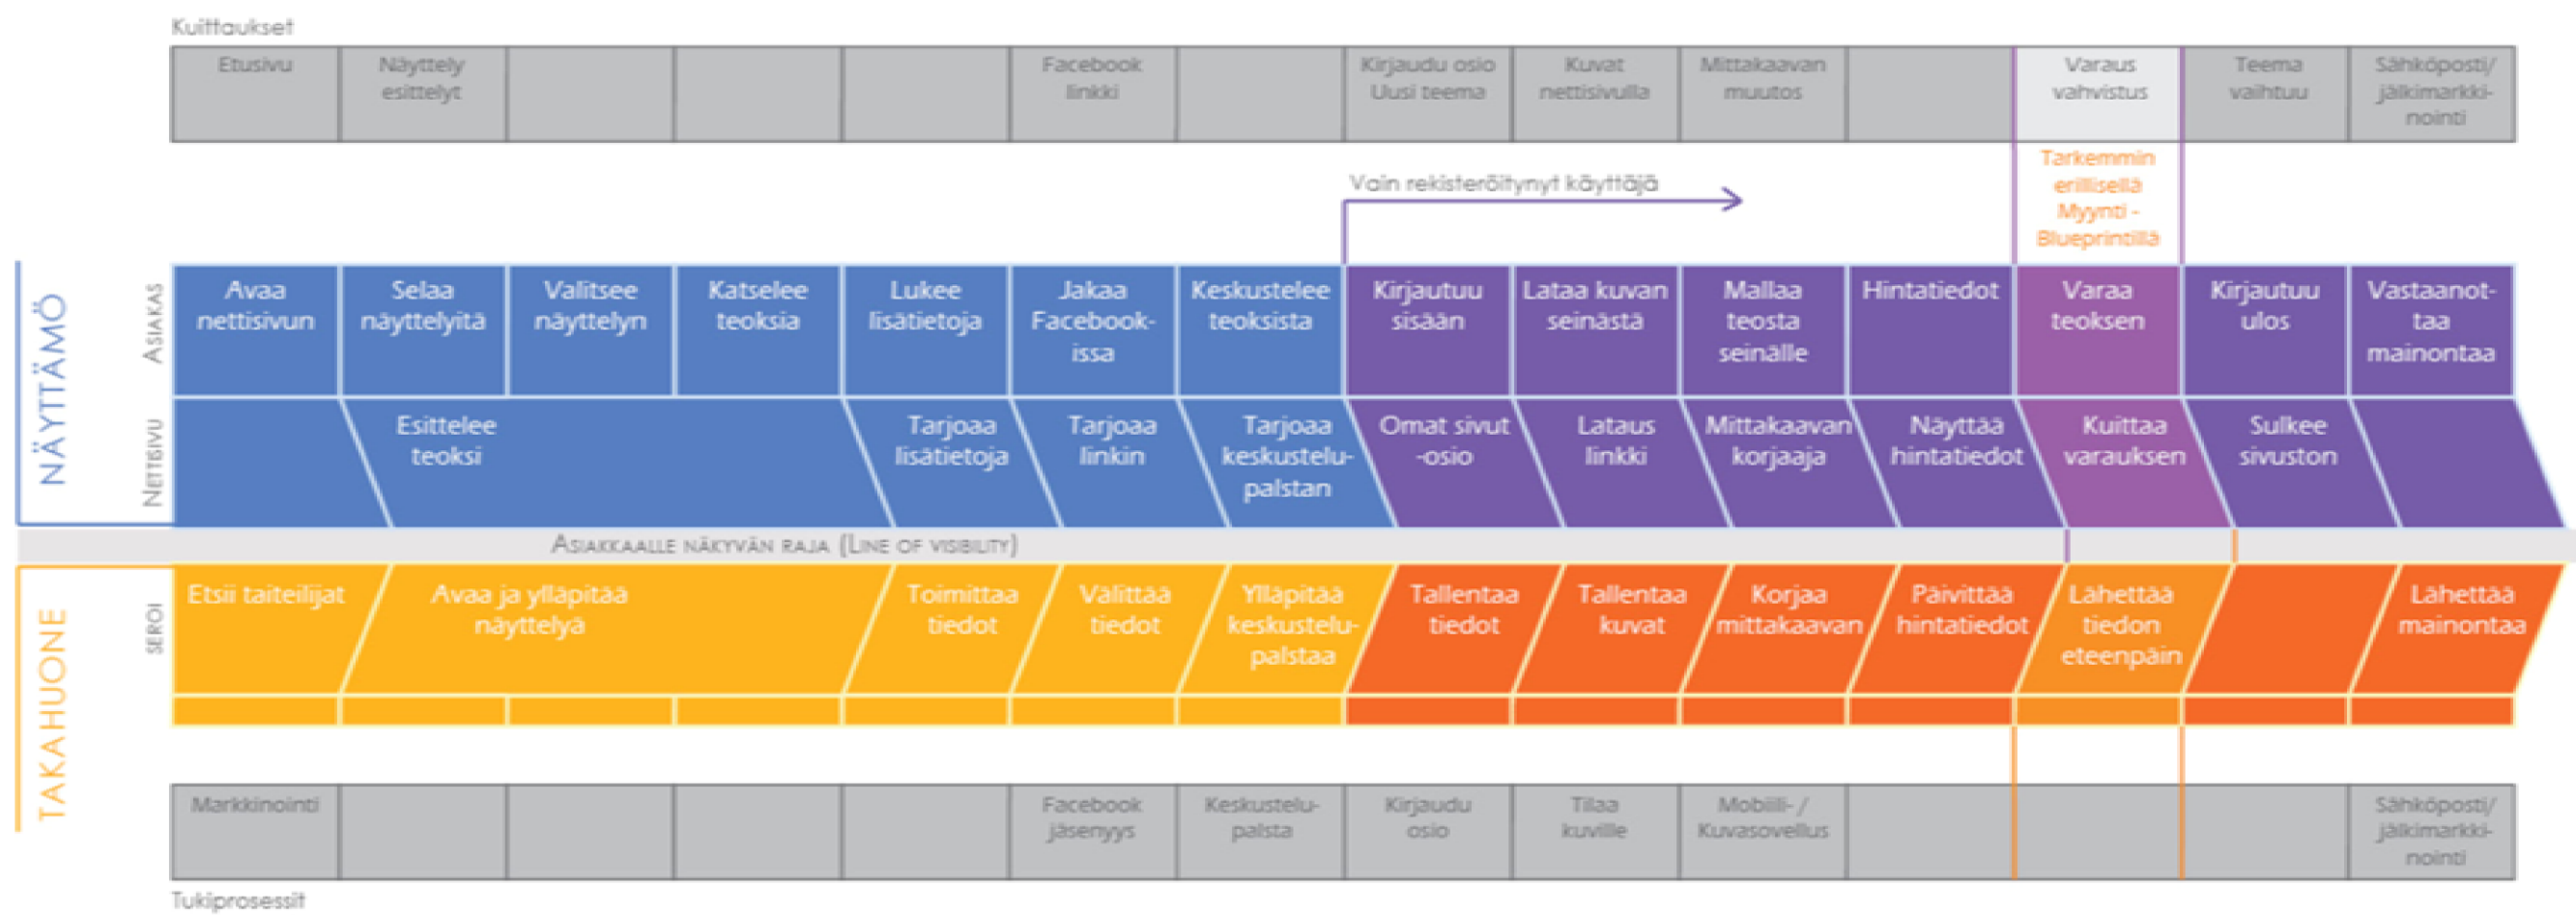 Kuittaukset
Etusivu
Näyttely
esittelyt
Facebook
linkki
Kirjaudu osio
Uusi teema
Kuvat
nettisivulla
Mittakaavan
muutos
Varaus
vahvistus
Teema
vaihtuu
Sähköposti/
jälkimarkki-
nointi
Tarkemmin
erillisellä
Myynti -
Blueprintillä
Vain rekisteröitynyt käyttäjä
NÄYTTÄMÖ
ASIAKAS
Avaa
nettisivun
Selaa
näyttelyitä
Valitsee
näyttelyn
Katselee
teoksia
Lukee
lisätietoja
Jakaa
Facebook-
issa
Keskustelee
teoksista
Kirjautuu
sisään
Lataa kuvan
seinästä
Mallaa
teosta
seinälle
Hintatiedot
Varaa
teoksen
Kirjautuu
ulos
Vastaanot-
taa
mainontaa
NETTISIVU
Esittelee
teoksi
Tarjoaa
lisätietoja
Tarjoaa
linkin
Tarjoaa
keskustelu-
palstan
Omat sivut
-osio
Lataus
linkki
Mittakaavan
korjaaja
Näyttää
hintatiedot
Kuittaa
varauksen
Sulkee
sivuston
ASIAKKAALLE NÄKYVÄN RAJA (LINE OF VISIBILITY)
TAKAHUONE
SEROI
Etsii taiteilijat
Avaa ja ylläpitää
näyttelyä
Toimittaa
tiedot
Välittää
tiedot
Ylläpitää
keskustelu-
palstaa
Tallentaa
tiedot
Tallentaa
kuvat
Korjaa
mittakaavan
Päivittää
hintatiedot
Lähettää
tiedon
eteenpäin
Lähettää
mainontaa
Markkinointi
Facebook
jäsenyys
Keskustelu-
palsta
Kirjaudu
osio
Tilaa
kuville
Mobiili- /
Kuvasovellus
Sähköposti/
jälkimarkki-
nointi
Tukiprosessit